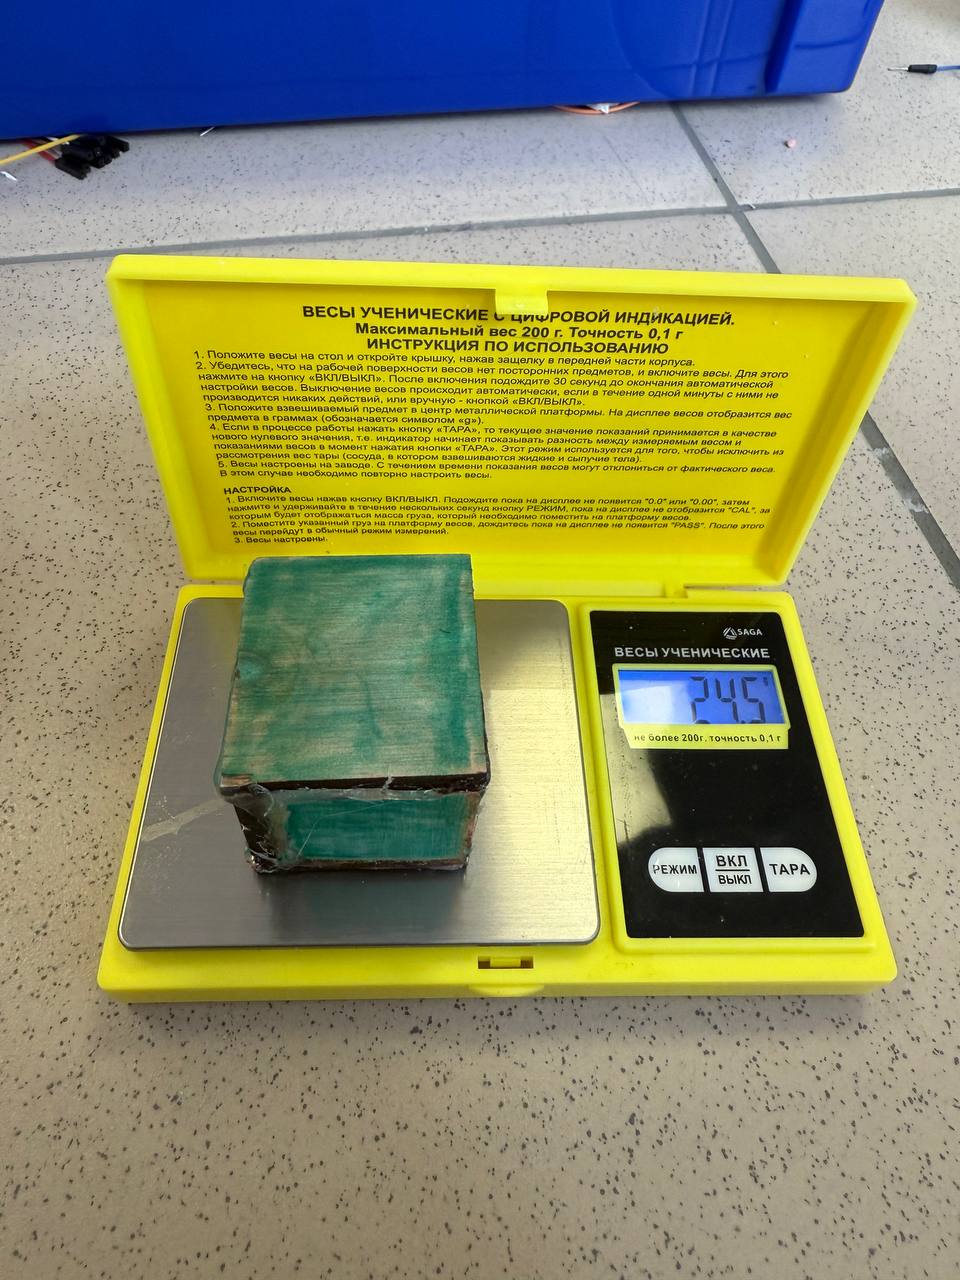 ВЕСЫ УЧЕНИЧЕСКИЕ С ЦИФРОВОЙ ИНДИКАЦИЕЙ.
Максимальный вес 200 г. Точность 0,1 г
ИНСТРУКЦИЯ ПО ИСПОЛЬЗОВАНИЮ
1. Положите весы на стол и откройте крышку, нажав защелку в передней части корпуса.
2. Убедитесь, что на рабочей поверхности весов нет посторонних предметов, и включите весы. Для этого
нажмите на кнопку «ВКЛ/ВЫКЛ». После включения подождите 30 секунд до окончания автоматической
настройки весов. Выключение весов происходит автоматически, если в течение одной минуты с ними не
производится никаких действий, или вручную - кнопкой «ВКЛ/ВЫКЛ».
3. Положите взвешиваемый предмет в центр металлической платформы. На дисплее весов отобразится вес
предмета в граммах (обозначается символом «g»).
4. Если в процессе работы нажать кнопку «ТАРА», то текущее значение показаний принимается в качестве
нового нулевого значения, т.е. индикатор начинает показывать разность между измеряемым весом и
показаниями весов в момент нажатия кнопки «ТАРА». Этот режим используется для того, чтобы исключить из
рассмотрения вес тары (сосуда, в котором взвешиваются жидкие и сыпучие тела).
5. Весы настроены на заводе. С течением времени показания весов могут отклониться от фактического веса.
В этом случае необходимо повторно настроить весы.
НАСТРОЙКА
1. Включите весы нажав кнопку ВКЛ/ВЫКЛ. Подождите пока на дисплее не появится "0.0" или "0.00", затем
нажмите и удерживайте в течение нескольких секунд кнопку РЕЖИМ, пока на дисплее не отобразится "CAL", за
которым будет отображаться масса груза, который необходимо поместить на платформу весов.
2. Поместите указанный груз на платформу весов, дождитесь пока на дисплее не появится "PASS". После этого
весы перейдут в обычный режим измерений.
3. Весы настроены.
SAGA
ВЕСЫ УЧЕНИЧЕСКИЕ
24.5 g
не более 200г. точность 0,1 г
РЕЖИМ
ВКЛ
ВЫКЛ
ТАРА